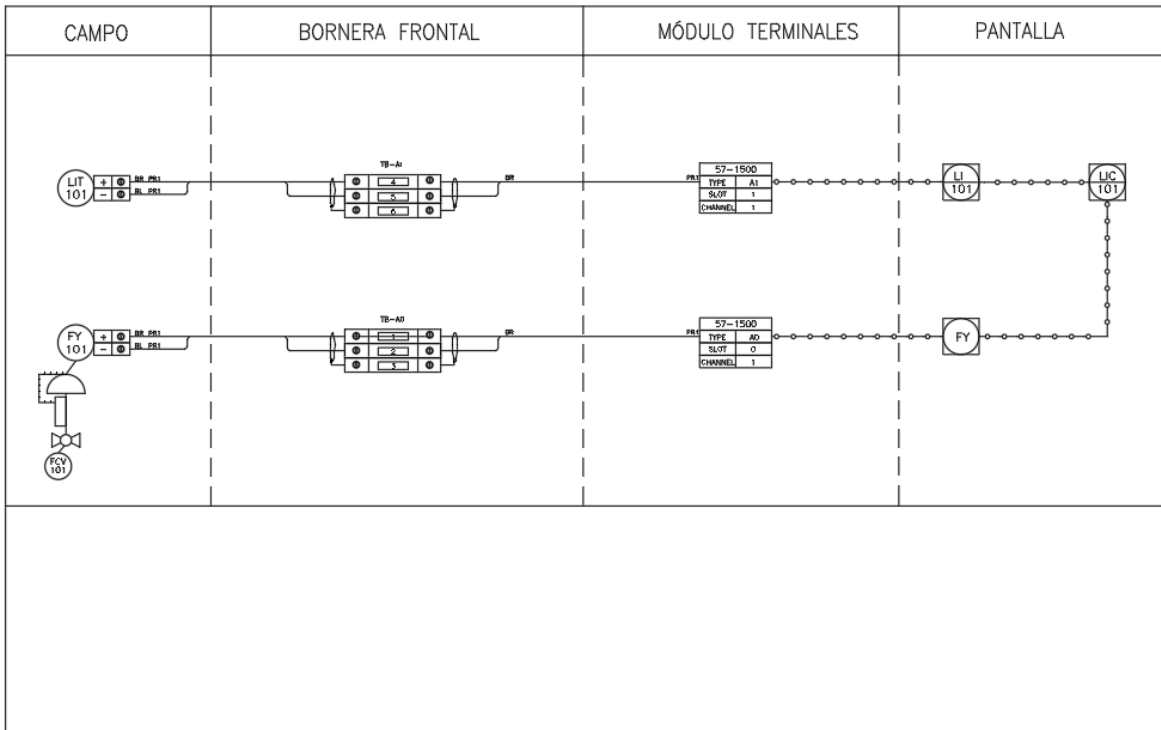 CAMPO
BORNERA FRONTAL
MÓDULO TERMINALES
PANTALLA
LIT
101
+
−
BR PR1
BL PR1
TB-AI
4
5
6
BR
PR1
57-1500
TYPE AI
SLOT 1
CHANNEL 1
LI
101
LIC
101
FY
101
+
−
BR PR1
BL PR1
TB-AO
1
2
3
BR
PR1
57-1500
TYPE AO
SLOT 0
CHANNEL 1
FY
FCV
101